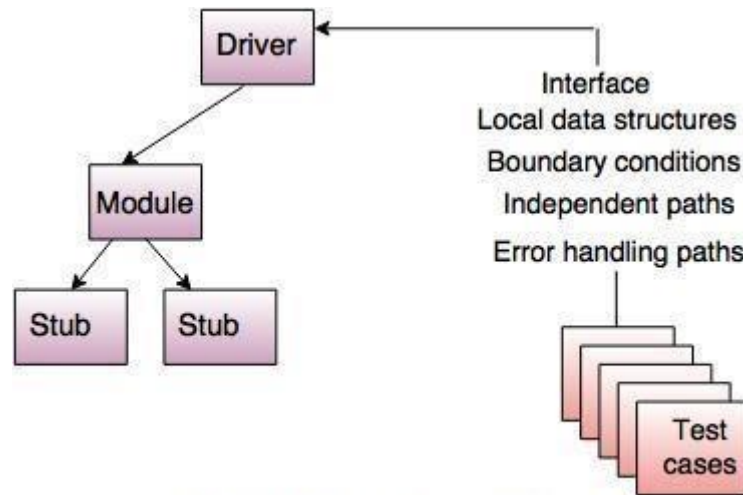 Driver
Interface
Local data structures
Boundary conditions
Module
Independent paths
Error handling paths
Stub
Stub
Test
cases